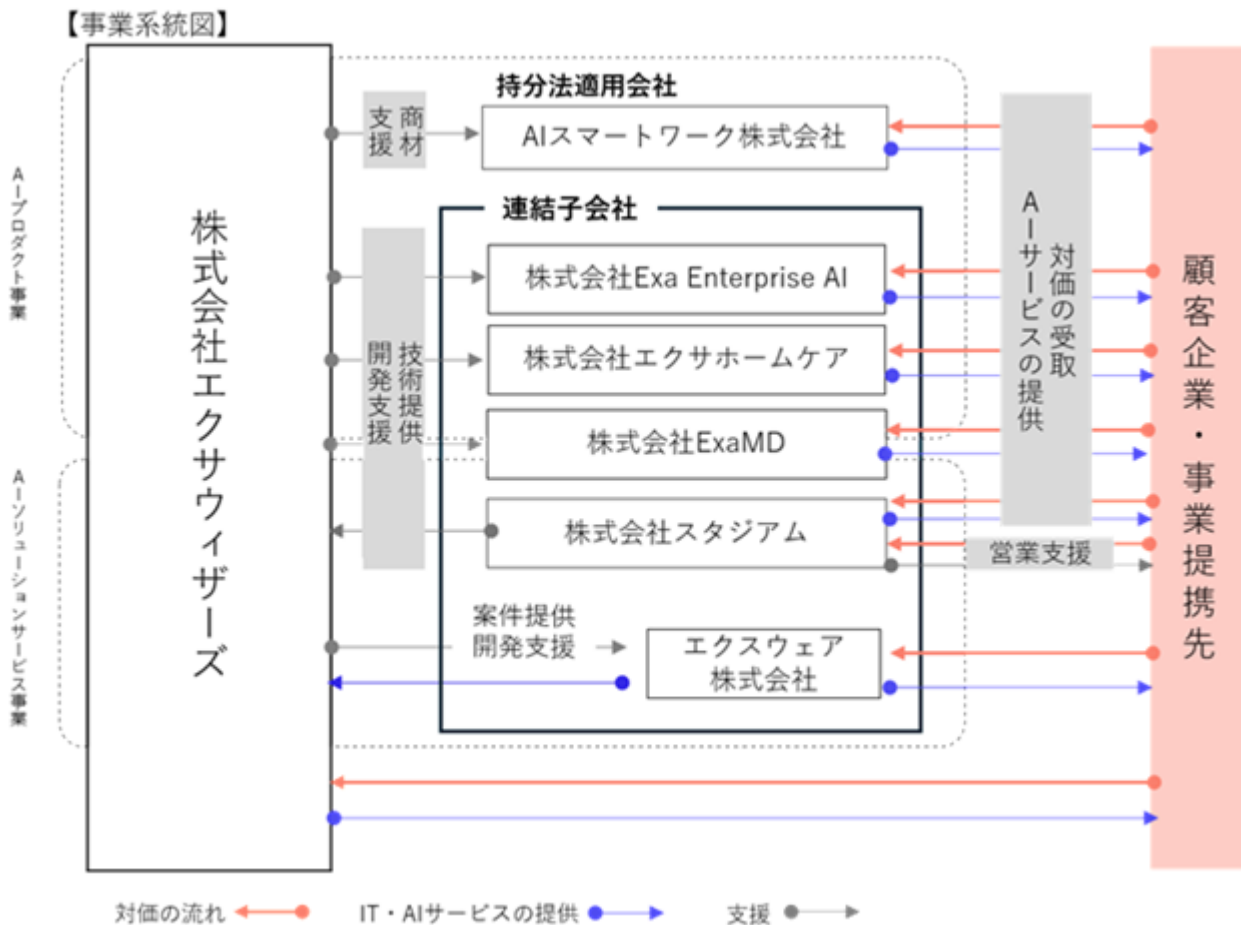 【事業系統図】
持分法適用会社
商材
支援
AIスマートワーク株式会社
AIプロダクト事業
株式会社エクサウィザーズ
連結子会社
株式会社Exa Enterprise AI
株式会社エクサホームケア
株式会社ExaMD
株式会社スタジアム
技術提供
開発支援
対価の受取
AIサービスの提供
営業支援
顧客企業・事業提携先
AIソリューションサービス事業
案件提供
開発支援
エクスウェア
株式会社
対価の流れ
IT・AIサービスの提供
支援